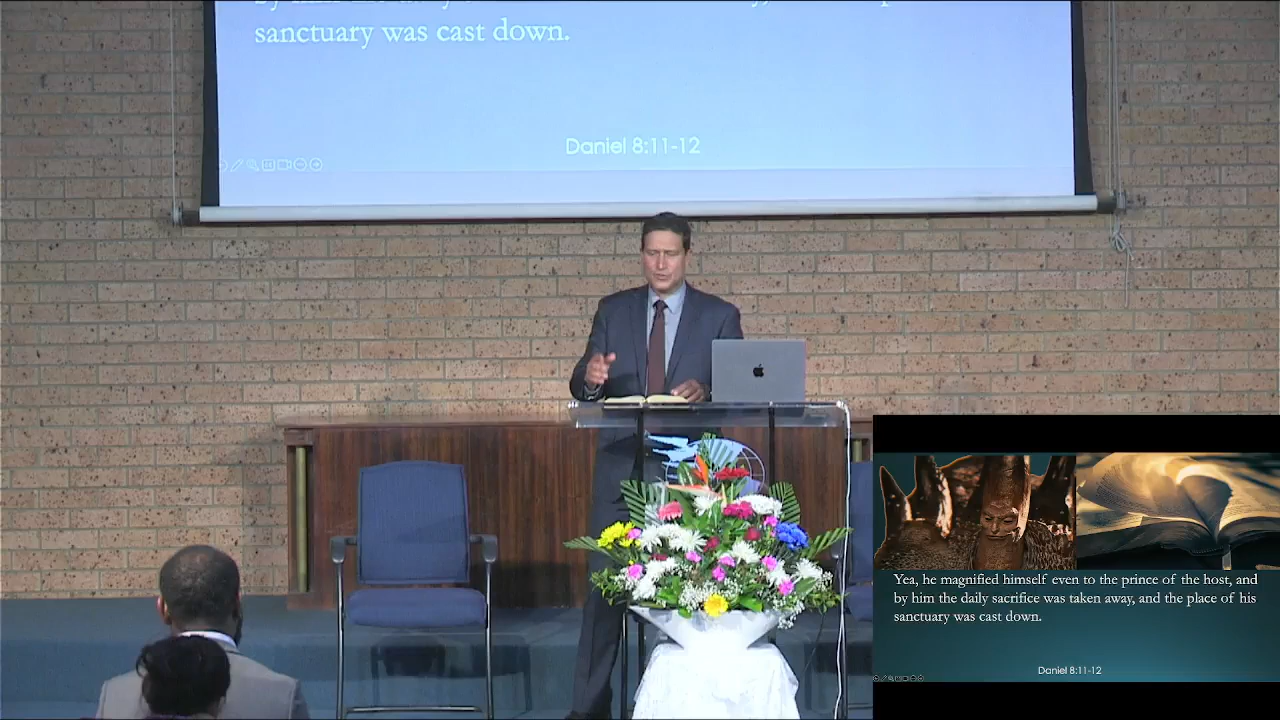 sanctuary was cast down.
Daniel 8:11-12
Yea, he magnified himself even to the prince of the host, and
by him the daily sacrifice was taken away, and the place of his
sanctuary was cast down.
Daniel 8:11-12